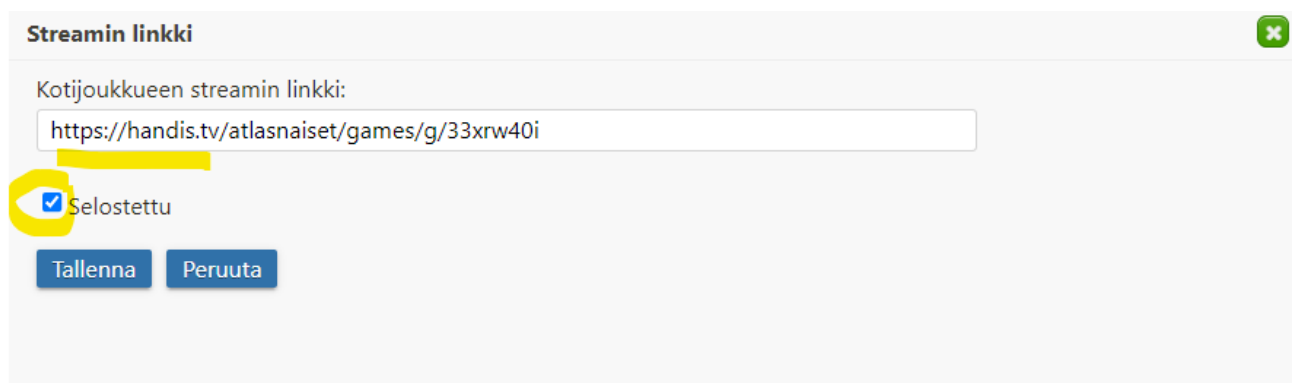 Streamin linkki
Kotijoukkueen streamin linkki:
https://handis.tv/atlasnaiset/games/g/33xrw40i
Selostettu
Tallenna Peruuta